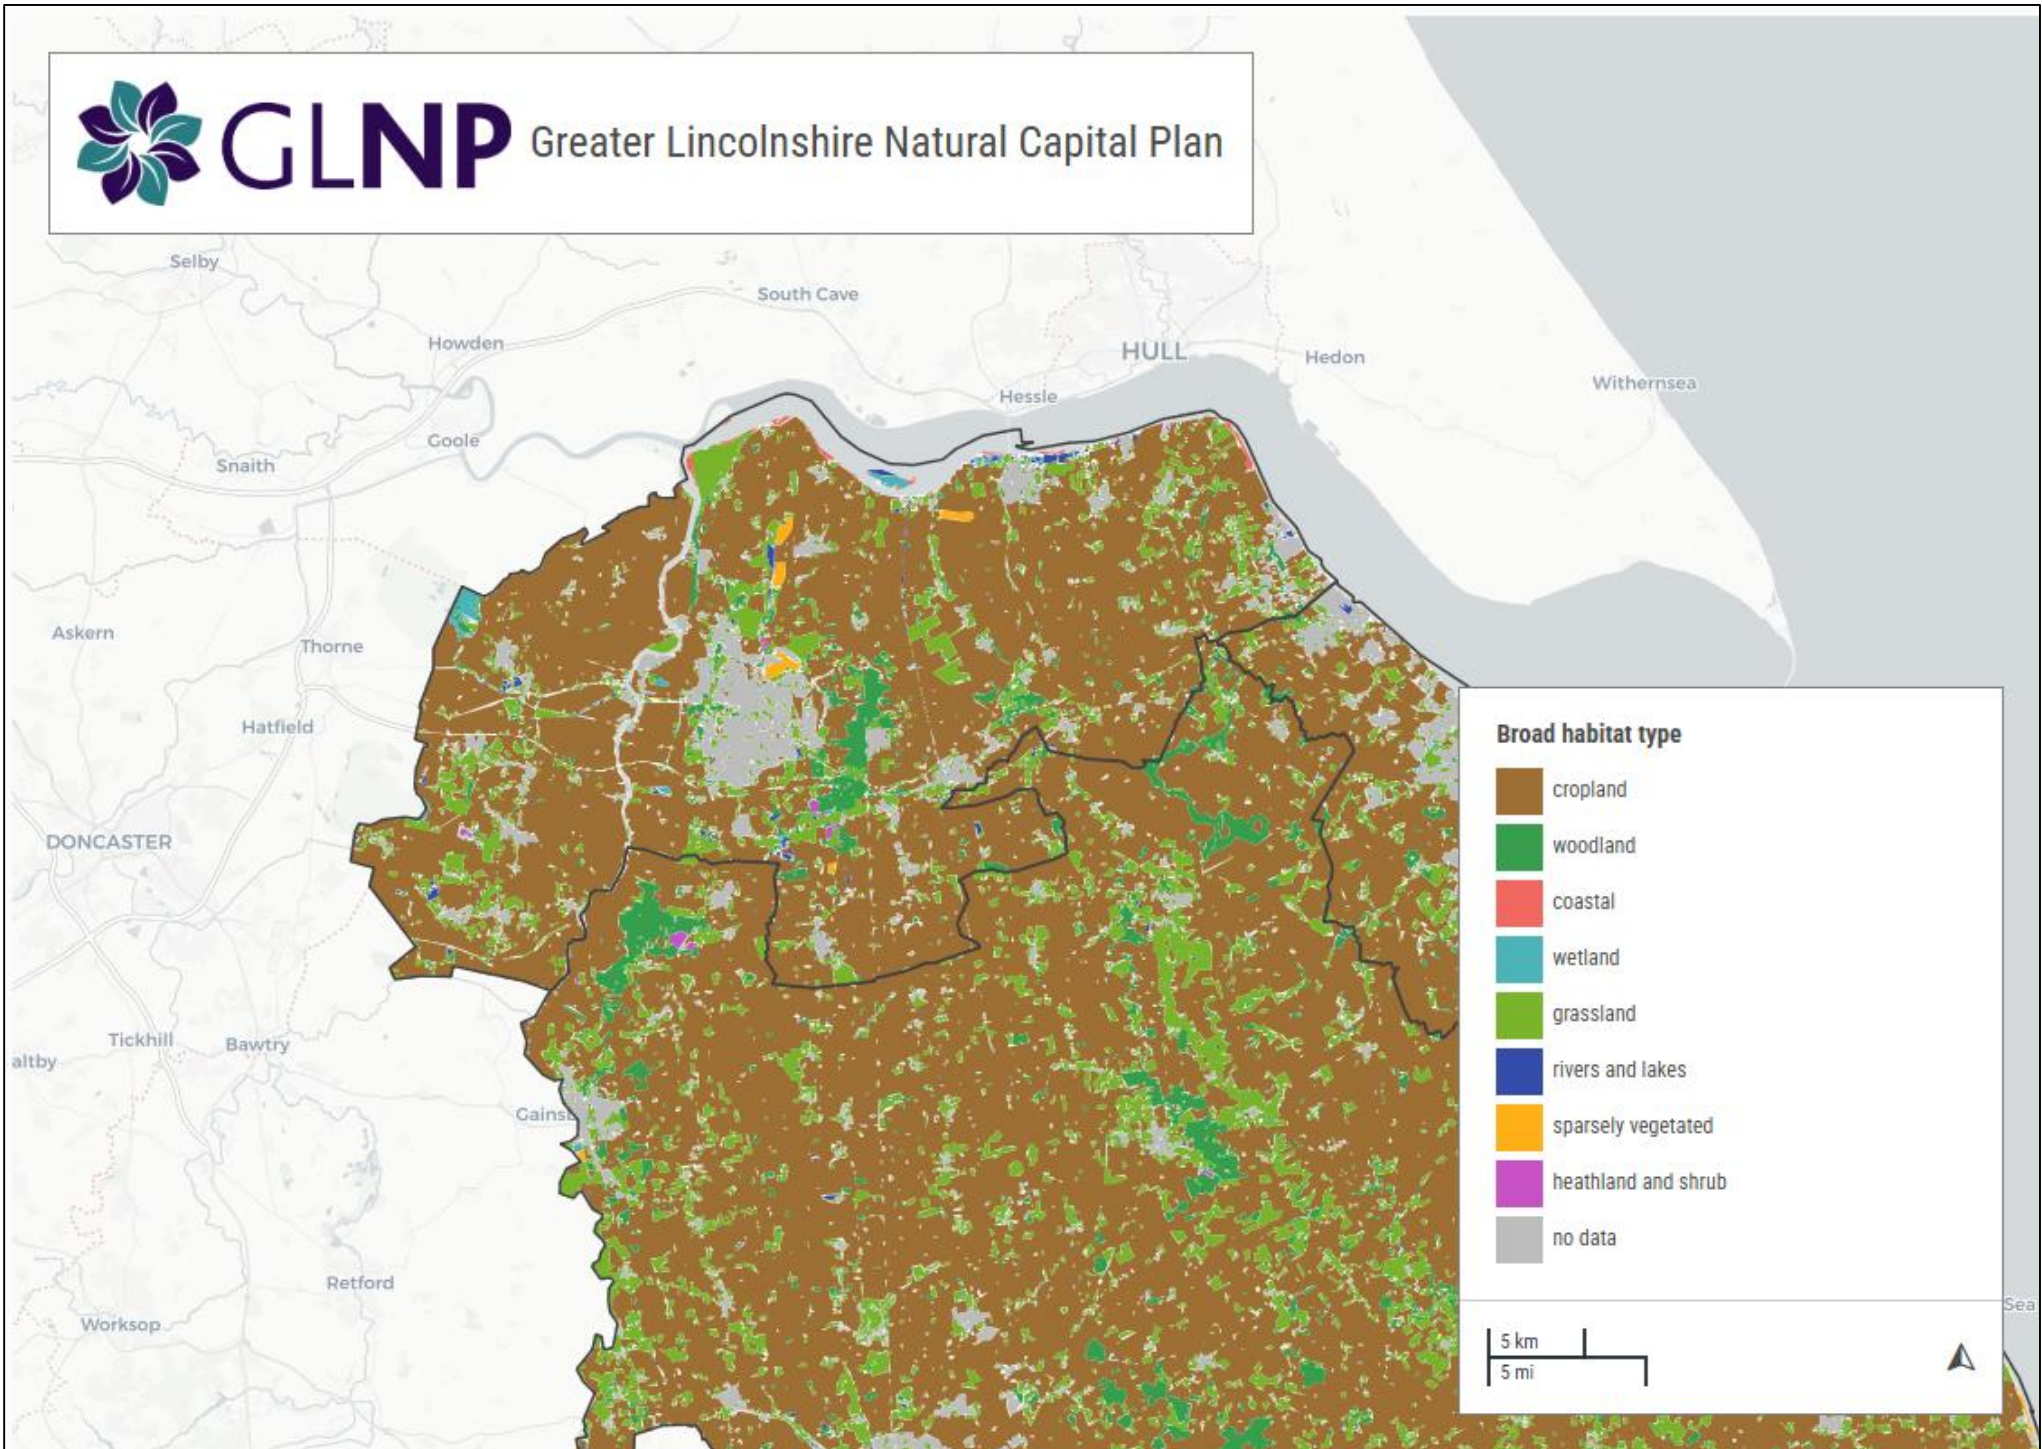 GLNP Greater Lincolnshire Natural Capital Plan
Selby
South Cave
Howden
HULL
Hedon
Withernsea
Hessle
Goole
Snaith
Askern
Thorne
Hatfield
DONCASTER
Tickhill
Bawtry
altby
Gainsb
Retford
Worksop
Broad habitat type
cropland
woodland
coastal
wetland
grassland
rivers and lakes
sparsely vegetated
heathland and shrub
no data
Sea
5 km
5 mi